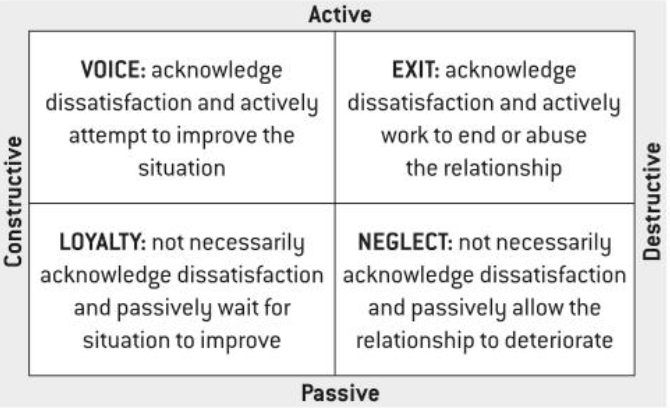 Active
VOICE: acknowledge
dissatisfaction and actively
attempt to improve the
situation
EXIT: acknowledge
dissatisfaction and actively
work to end or abuse
the relationship
Constructive
Destructive
LOYALTY: not necessarily
acknowledge dissatisfaction
and passively wait for
situation to improve
NEGLECT: not necessarily
acknowledge dissatisfaction
and passively allow the
relationship to deteriorate
Passive